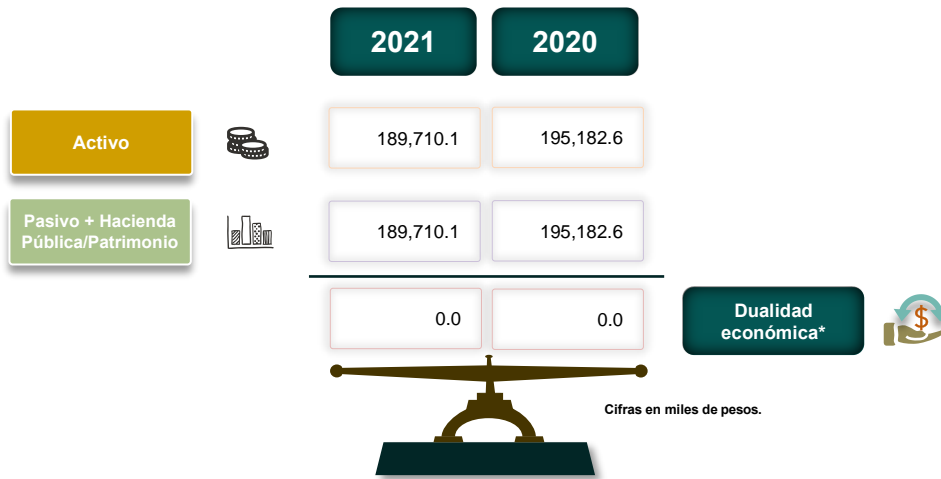 2021 2020
Activo 189,710.1 195,182.6
Pasivo + Hacienda
Pública/Patrimonio 189,710.1 195,182.6
0.0 0.0
Dualidad
económica*
$
Cifras en miles de pesos.